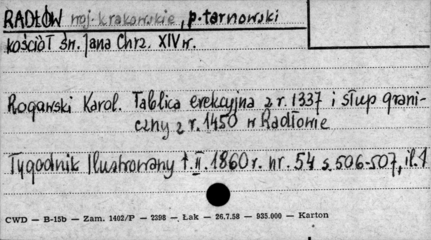 RADŁÓW woj. krakowskie, p. tarnowski
kościół św. Jana Chrz. XIV w.
Rogawski Karol. Tablica erekcyjna z r. 1337 i słup grani-
czny z r. 1450 w Radłowie
Tygodnik Ilustrowany t. II. 1860 r. nr. 54 s. 506-507, il. 1
CWD — B-15b — Zam. 1402/P — 2398 — Łak — 26.7.58 — 935.000 — Karton